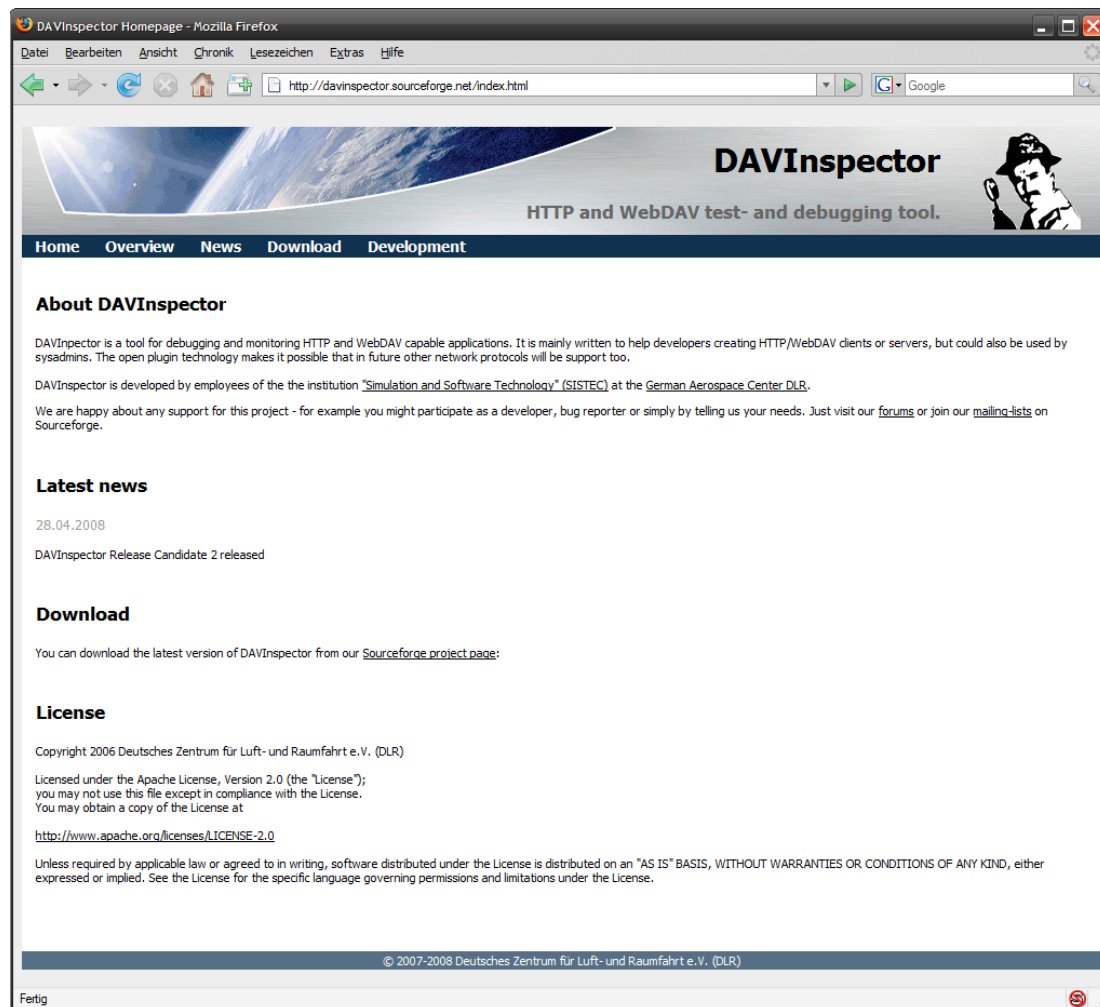 DAVInspector Homepage - Mozilla Firefox
Datei Bearbeiten Ansicht Chronik Lesezeichen Extras Hilfe
http://davinspector.sourceforge.net/index.html
G Google
DAVInspector
HTTP and WebDAV test- and debugging tool.
Home Overview News Download Development
About DAVInspector
DAVInpector is a tool for debugging and monitoring HTTP and WebDAV capable applications. It is mainly written to help developers creating HTTP/WebDAV clients or servers, but could also be used by
sysadmins. The open plugin technology makes it possible that in future other network protocols will be support too.
DAVInspector is developed by employees of the the institution "Simulation and Software Technology" (SISTEC) at the German Aerospace Center DLR.
We are happy about any support for this project - for example you might participate as a developer, bug reporter or simply by telling us your needs. Just visit our forums or join our mailing-lists on
Sourceforge.
Latest news
28.04.2008
DAVInspector Release Candidate 2 released
Download
You can download the latest version of DAVInspector from our Sourceforge project page:
License
Copyright 2006 Deutsches Zentrum für Luft- und Raumfahrt e.V. (DLR)
Licensed under the Apache License, Version 2.0 (the "License");
you may not use this file except in compliance with the License.
You may obtain a copy of the License at
http://www.apache.org/licenses/LICENSE-2.0
Unless required by applicable law or agreed to in writing, software distributed under the License is distributed on an "AS IS" BASIS, WITHOUT WARRANTIES OR CONDITIONS OF ANY KIND, either
expressed or implied. See the License for the specific language governing permissions and limitations under the License.
© 2007-2008 Deutsches Zentrum für Luft- und Raumfahrt e.V. (DLR)
Fertig